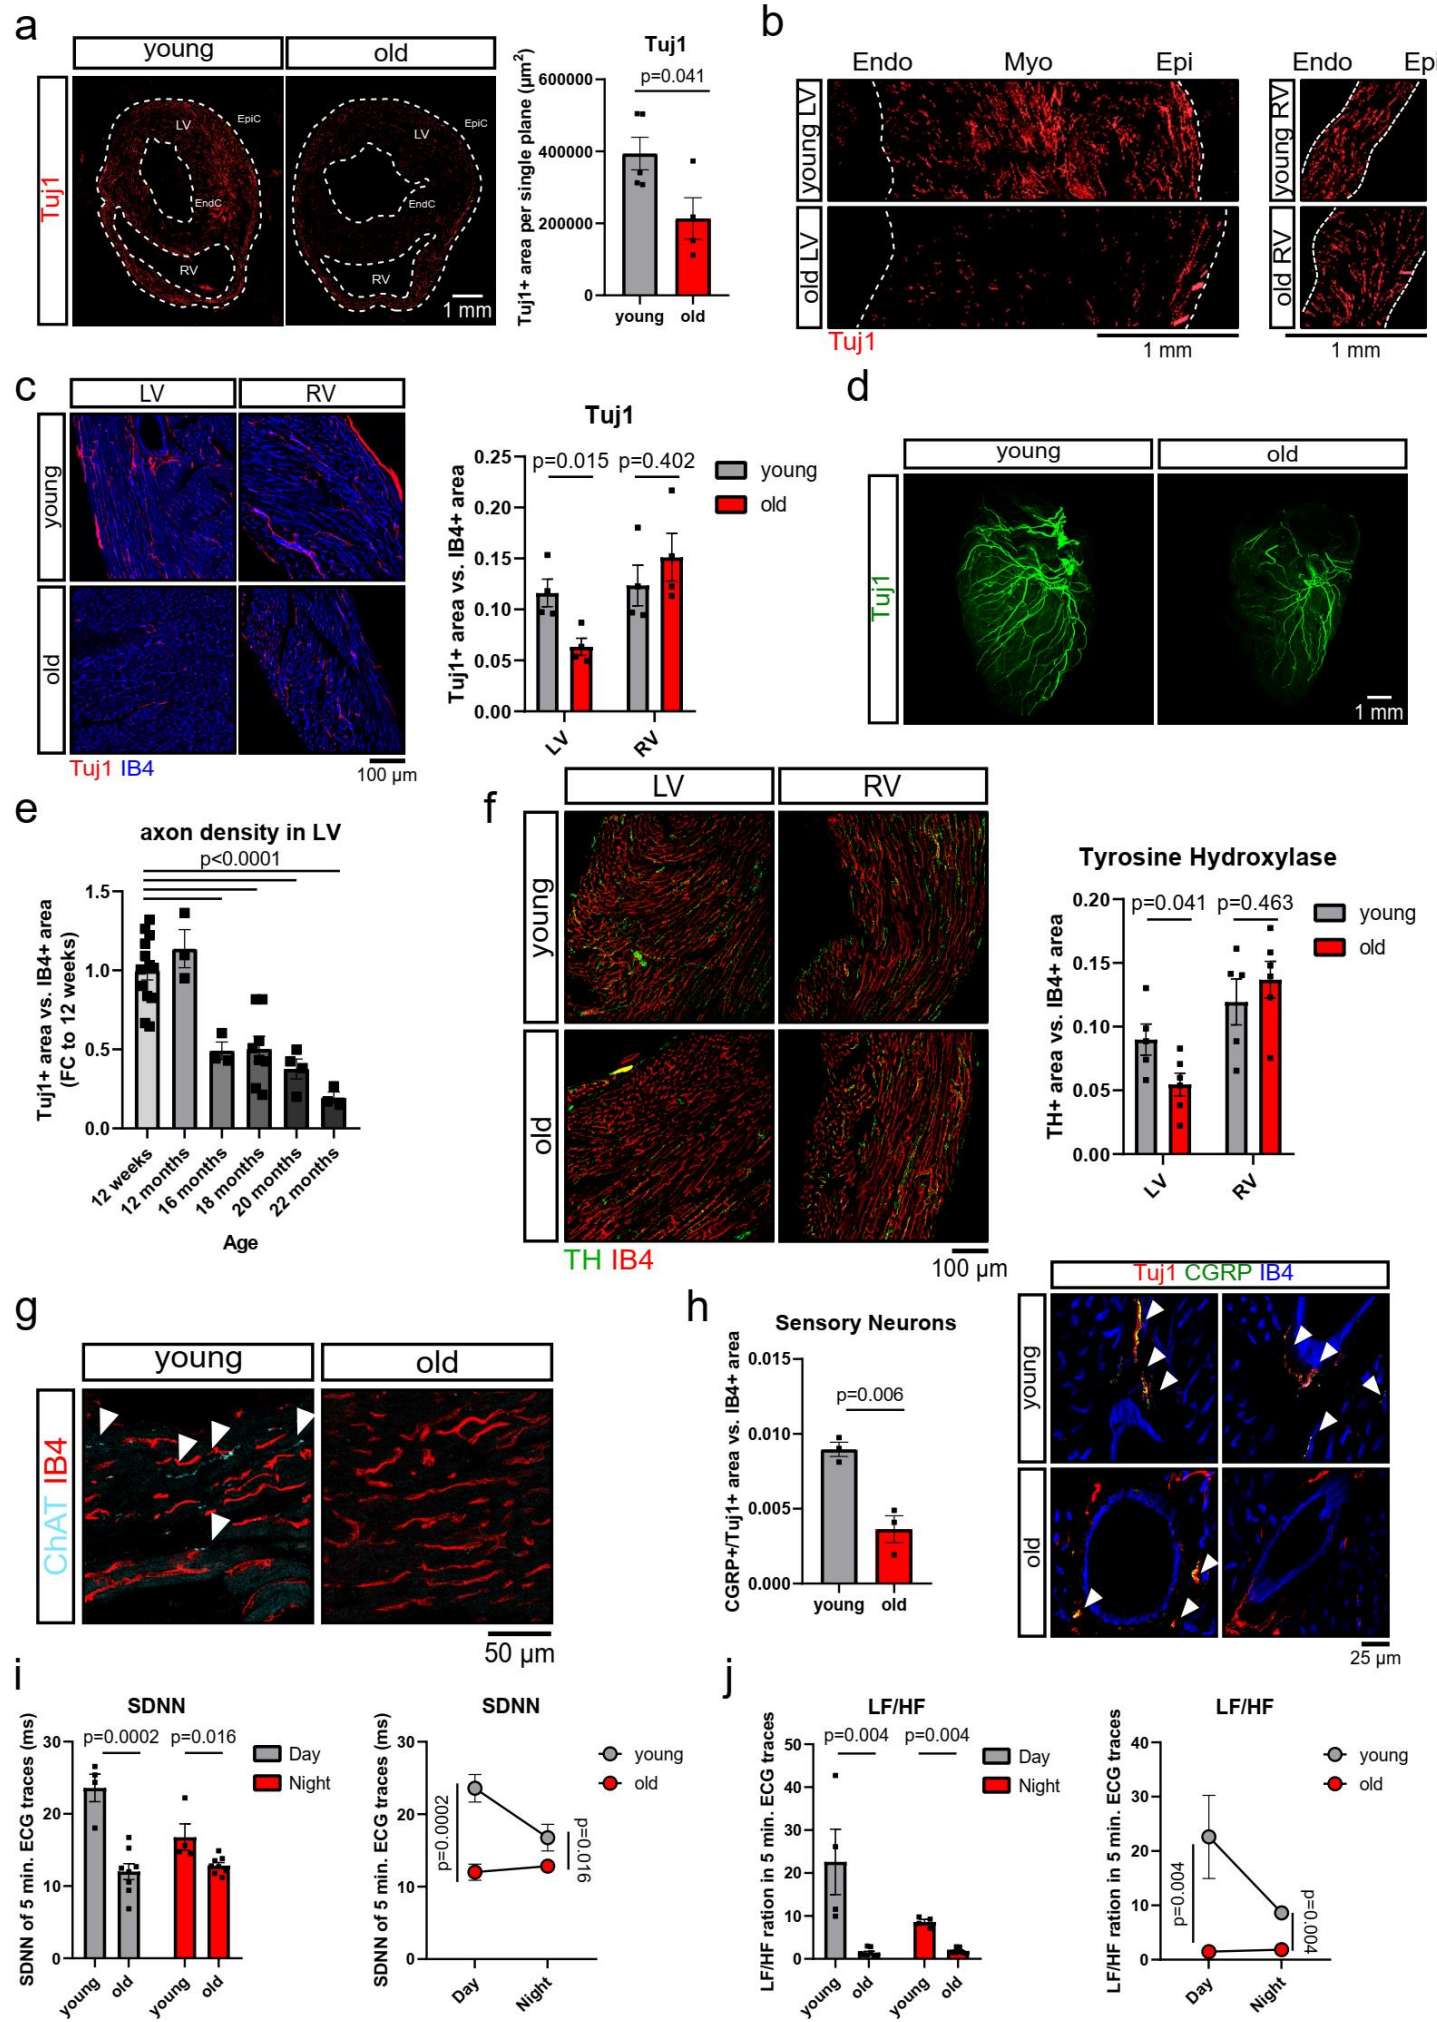 a
young
old
Tuj1
LV
EpiC
EndC
RV
LV
EpiC
EndC
RV
1 mm
Tuj1
Tuj1+ area per single plane (µm²)
p=0.041
600000
400000
200000
0
young old
b
Endo Myo Epi
Endo Epi
young LV
old LV
young RV
old RV
Tuj1
1 mm
1 mm
c
LV
RV
young
old
Tuj1 IB4
100 µm
Tuj1
Tuj1+ area vs. IB4+ area
p=0.015 p=0.402
0.25
0.20
0.15
0.10
0.05
0.00
LV
RV
young
old
d
young
old
Tuj1
1 mm
e
axon density in LV
p<0.0001
Tuj1+ area vs. IB4+ area
(FC to 12 weeks)
1.5
1.0
0.5
0.0
12 weeks
12 months
16 months
18 months
20 months
22 months
Age
f
LV
RV
young
old
TH IB4
100 µm
Tyrosine Hydroxylase
TH+ area vs. IB4+ area
p=0.041 p=0.463
0.20
0.15
0.10
0.05
0.00
LV
RV
young
old
g
young
old
ChAT IB4
50 µm
h
Sensory Neurons
CGRP+/Tuj1+ area vs. IB4+ area
p=0.006
0.015
0.010
0.005
0.000
young old
Tuj1 CGRP IB4
young
old
25 µm
i
SDNN
SDNN of 5 min. ECG traces (ms)
p=0.0002 p=0.016
30
20
10
0
young
old
young
old
Day
Night
SDNN
SDNN of 5 min. ECG traces (ms)
30
20
10
0
p=0.0002
p=0.016
Day
Night
young
old
j
LF/HF
LF/HF ration in 5 min. ECG traces
p=0.004 p=0.004
50
40
30
20
10
0
young
old
young
old
Day
Night
LF/HF
LF/HF ration in 5 min. ECG traces
40
30
20
10
0
p=0.004
p=0.004
Day
Night
young
old